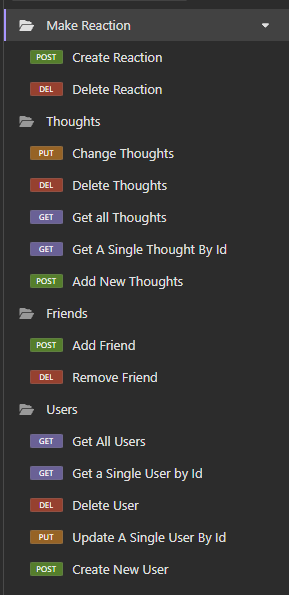 Make Reaction
POST Create Reaction
DEL Delete Reaction
Thoughts
PUT Change Thoughts
DEL Delete Thoughts
GET Get all Thoughts
GET Get A Single Thought By Id
POST Add New Thoughts
Friends
POST Add Friend
DEL Remove Friend
Users
GET Get All Users
GET Get a Single User by Id
DEL Delete User
PUT Update A Single User By Id
POST Create New User